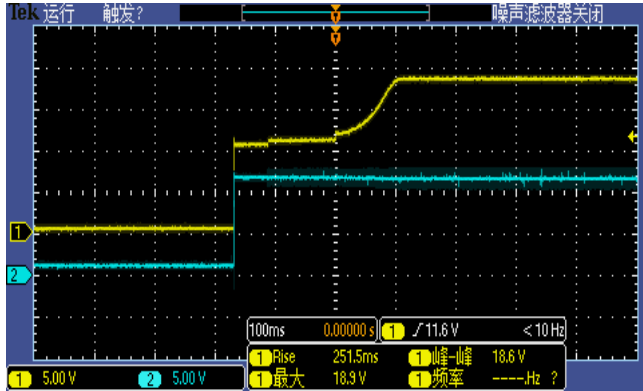 Tek 运行 触发? 噪声滤波器关闭
T
T
1
2
100ms 0.00000 s 1 11.6 V < 10 Hz
1 Rise 251.5ms 1 峰-峰 18.6 V
1 最大 18.9 V 1 频率 -----.Hz ?
1 5.00 V 2 5.00 V